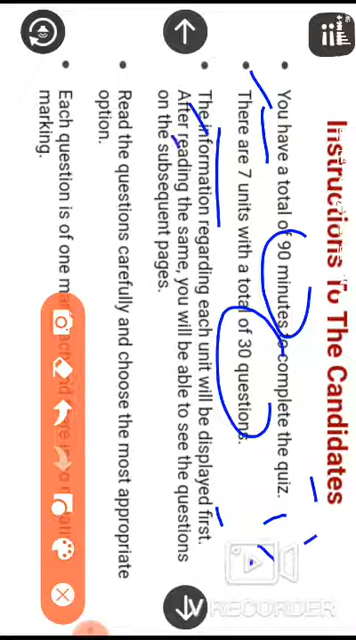 Instructions To The Candidates
You have a total of 90 minutes to complete the quiz.
There are 7 units with a total of 30 questions.
The information regarding each unit will be displayed first.
After reading the same, you will be able to see the questions
on the subsequent pages.
Read the questions carefully and choose the most appropriate
option.
Each question is of one
marking.
RECORDER